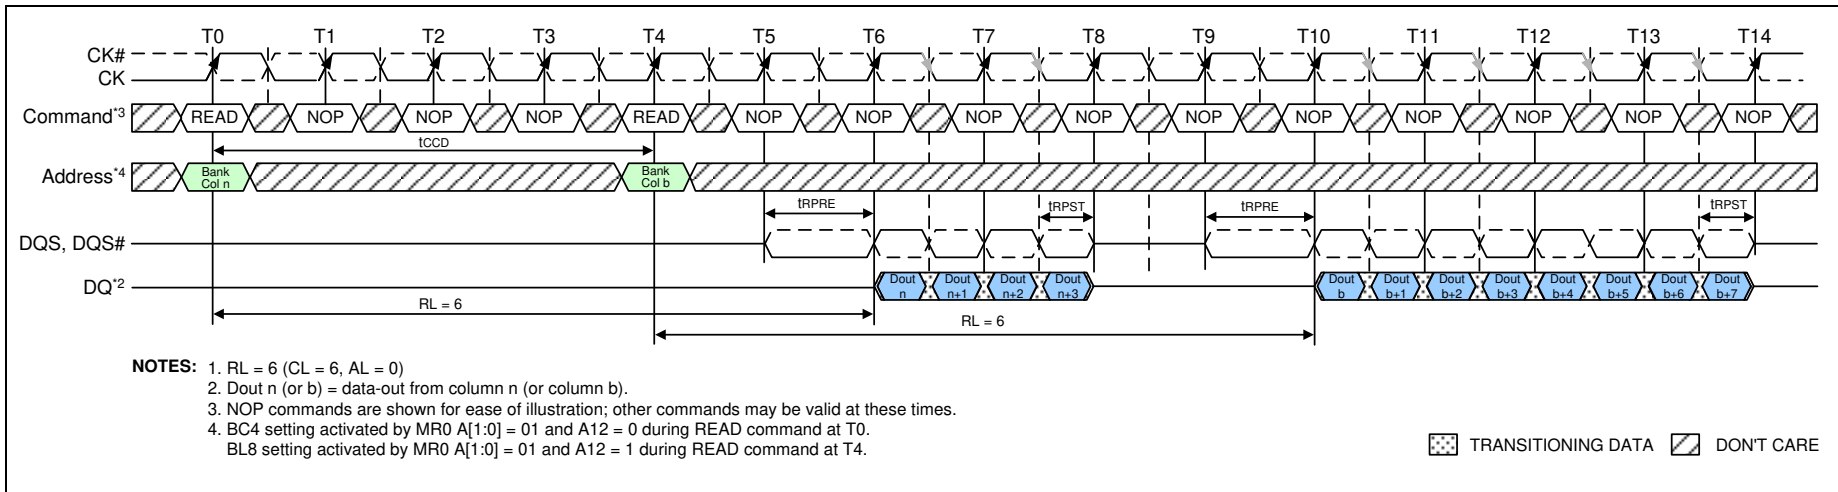 T0 T1 T2 T3 T4 T5 T6 T7 T8 T9 T10 T11 T12 T13 T14
CK#
CK
Command*3 READ NOP NOP NOP READ NOP NOP NOP NOP NOP NOP NOP NOP NOP NOP
tCCD
Address*4 Bank Col n Bank Col b
tRPRE tRPST tRPRE tRPST
DQS, DQS#
DQ*2 Dout n Dout n+1 Dout n+2 Dout n+3 Dout b Dout b+1 Dout b+2 Dout b+3 Dout b+4 Dout b+5 Dout b+6 Dout b+7
RL = 6
RL = 6
NOTES: 1. RL = 6 (CL = 6, AL = 0)
2. Dout n (or b) = data-out from column n (or column b).
3. NOP commands are shown for ease of illustration; other commands may be valid at these times.
4. BC4 setting activated by MR0 A[1:0] = 01 and A12 = 0 during READ command at T0.
BL8 setting activated by MR0 A[1:0] = 01 and A12 = 1 during READ command at T4.
TRANSITIONING DATA DON'T CARE